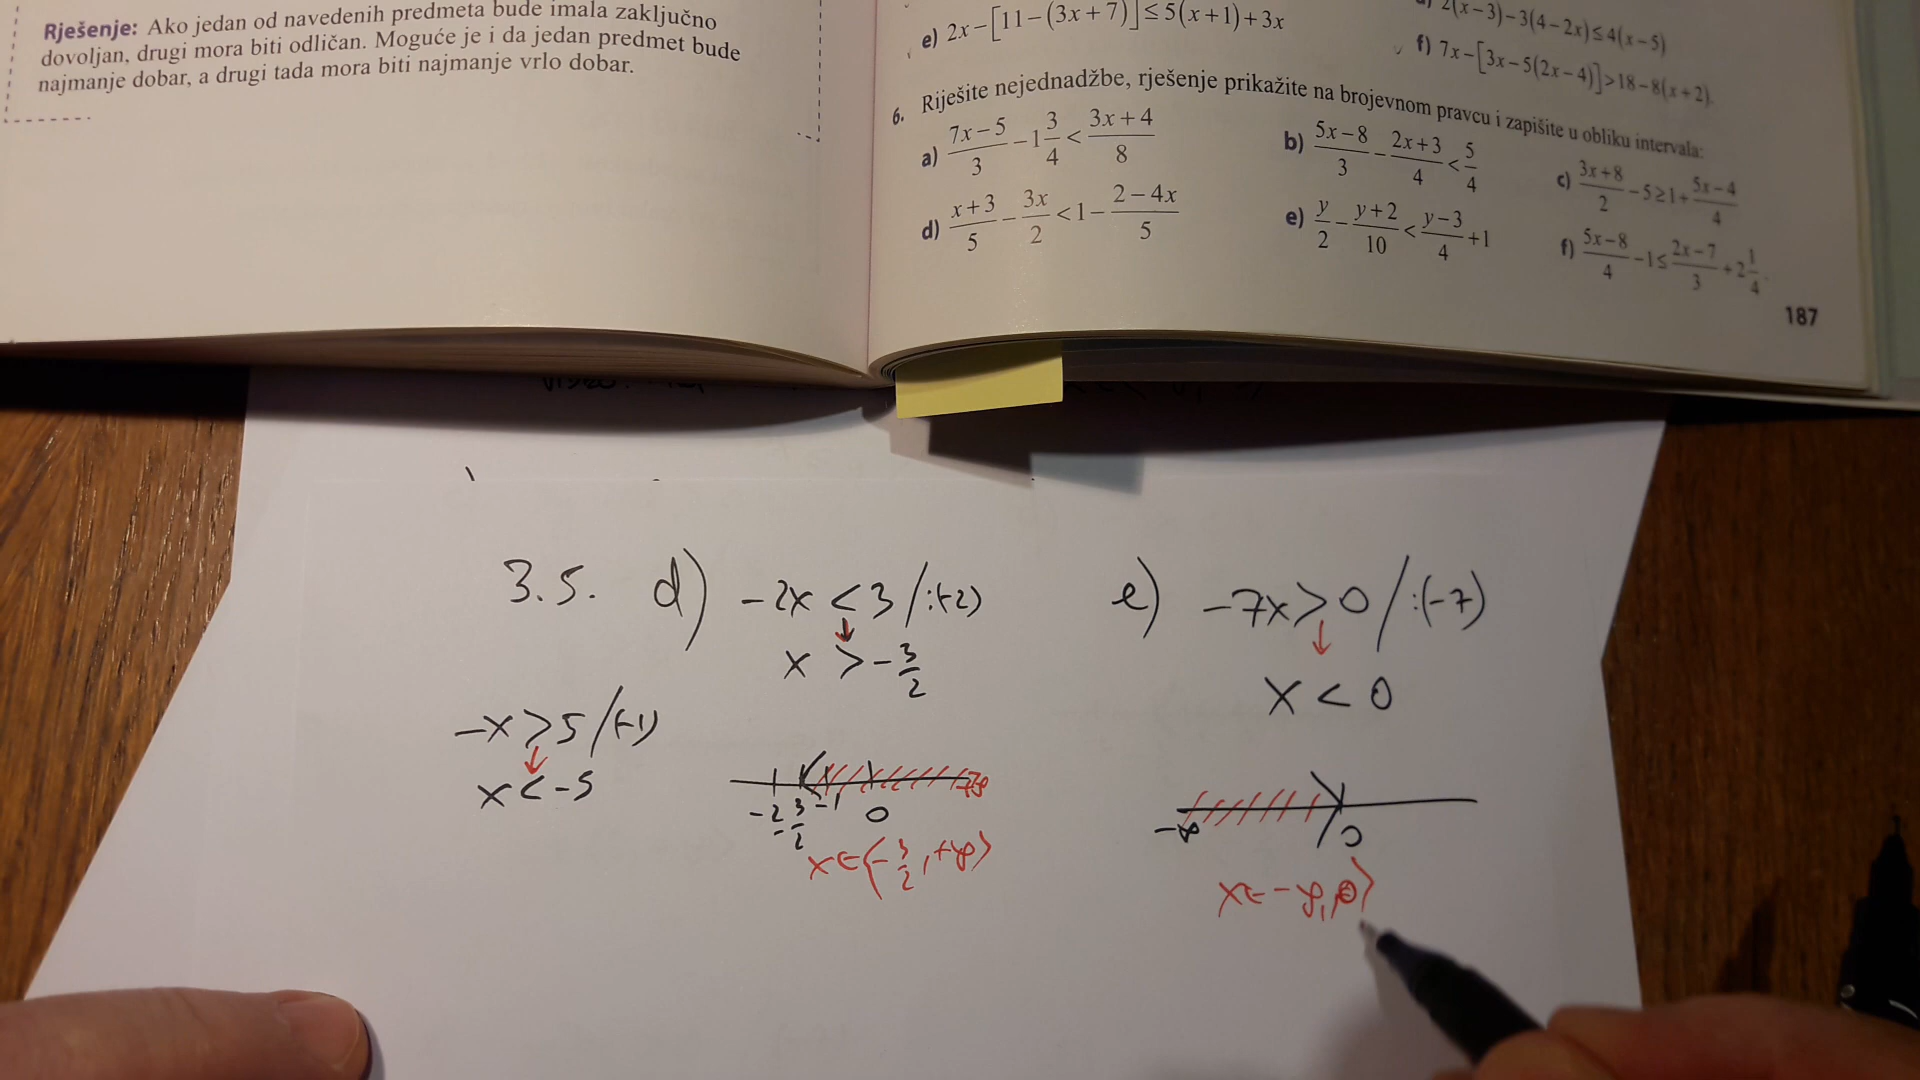 Rješenje: Ako jedan od navedenih predmeta bude imala zaključno
dovoljan, drugi mora biti odličan. Moguće je i da jedan predmet bude
najmanje dobar, a drugi tada mora biti najmanje vrlo dobar.
e) 2x−[11−(3x+7)]≤5(x+1)+3x
2(x−3)−3(4−2x)≤4(x−5)
f) 7x−[3x−5(2x−4)]>18−8(x+2).
6. Riješite nejednadžbe, rješenje prikažite na brojevnom pravcu i zapišite u obliku intervala:
a) (7x−5)/3 − 1 3/4 < (3x+4)/8
b) (5x−8)/3 − (2x+3)/4 < 5/4
c) (3x+8)/2 − 5 ≥ 1 + (5x−4)/4
d) (x+3)/5 − 3x/2 < 1 − (2−4x)/5
e) y/2 − (y+2)/10 < (y−3)/4 + 1
f) (5x−8)/4 − 1 ≤ (2x−7)/3 + 2 1/4.
187
3.5. d) −2x < 3 /:(−2)
x > −3/2
−2 −3/2 −1 0 +∞
x∈⟨−3/2, +∞⟩
−x > 5 /(−1)
x < −5
e) −7x > 0 /:(−7)
x < 0
−∞ 0
x∈ −∞, 0⟩